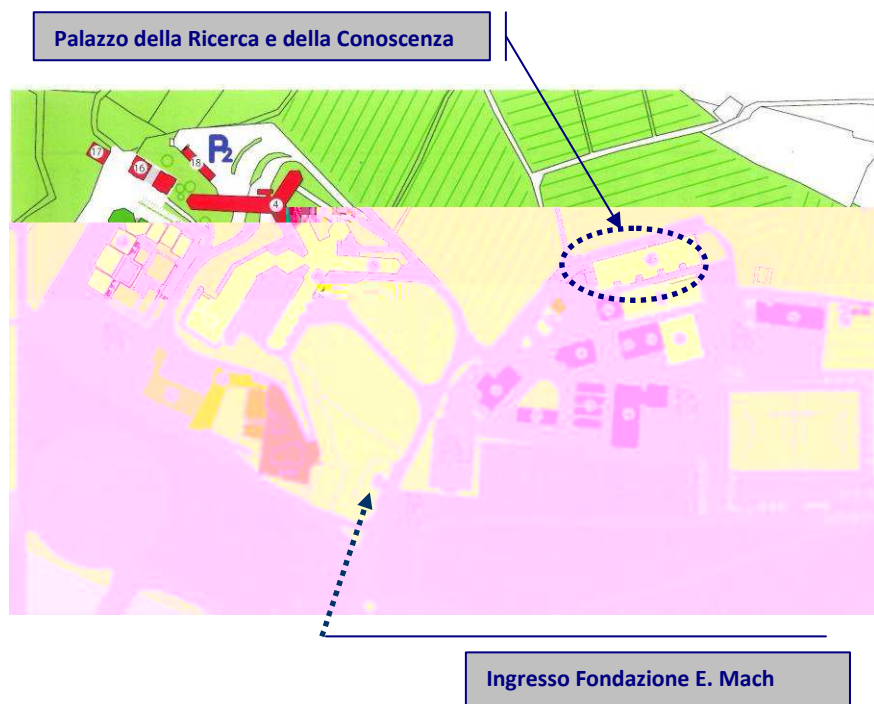 Palazzo della Ricerca e della Conoscenza
17
16
18
P2
4
Ingresso Fondazione E. Mach